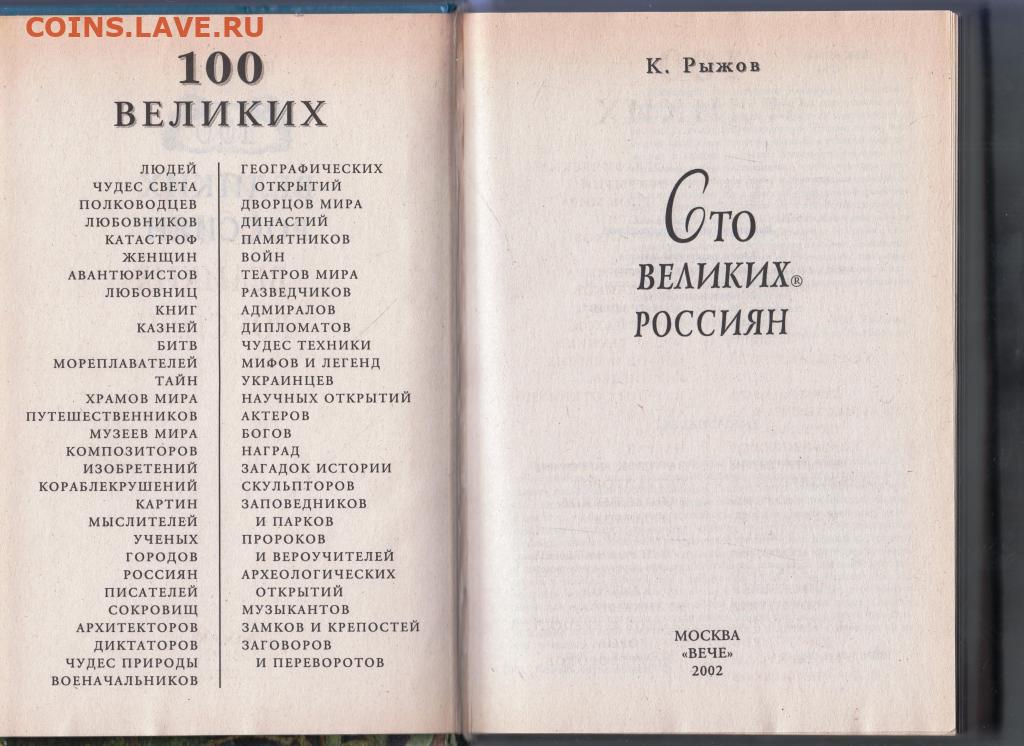 COINS.LAVE.RU
100
ВЕЛИКИХ
ЛЮДЕЙ
ЧУДЕС СВЕТА
ПОЛКОВОДЦЕВ
ЛЮБОВНИКОВ
КАТАСТРОФ
ЖЕНЩИН
АВАНТЮРИСТОВ
ЛЮБОВНИЦ
КНИГ
КАЗНЕЙ
БИТВ
МОРЕПЛАВАТЕЛЕЙ
ТАЙН
ХРАМОВ МИРА
ПУТЕШЕСТВЕННИКОВ
МУЗЕЕВ МИРА
КОМПОЗИТОРОВ
ИЗОБРЕТЕНИЙ
КОРАБЛЕКРУШЕНИЙ
КАРТИН
МЫСЛИТЕЛЕЙ
УЧЕНЫХ
ГОРОДОВ
РОССИЯН
ПИСАТЕЛЕЙ
СОКРОВИЩ
АРХИТЕКТОРОВ
ДИКТАТОРОВ
ЧУДЕС ПРИРОДЫ
ВОЕНАЧАЛЬНИКОВ
ГЕОГРАФИЧЕСКИХ
ОТКРЫТИЙ
ДВОРЦОВ МИРА
ДИНАСТИЙ
ПАМЯТНИКОВ
ВОЙН
ТЕАТРОВ МИРА
РАЗВЕДЧИКОВ
АДМИРАЛОВ
ДИПЛОМАТОВ
ЧУДЕС ТЕХНИКИ
МИФОВ И ЛЕГЕНД
УКРАИНЦЕВ
НАУЧНЫХ ОТКРЫТИЙ
АКТЕРОВ
БОГОВ
НАГРАД
ЗАГАДОК ИСТОРИИ
СКУЛЬПТОРОВ
ЗАПОВЕДНИКОВ
И ПАРКОВ
ПРОРОКОВ
И ВЕРОУЧИТЕЛЕЙ
АРХЕОЛОГИЧЕСКИХ
ОТКРЫТИЙ
МУЗЫКАНТОВ
ЗАМКОВ И КРЕПОСТЕЙ
ЗАГОВОРОВ
И ПЕРЕВОРОТОВ
К. Рыжов
Сто
ВЕЛИКИХ®
РОССИЯН
МОСКВА
«ВЕЧЕ»
2002